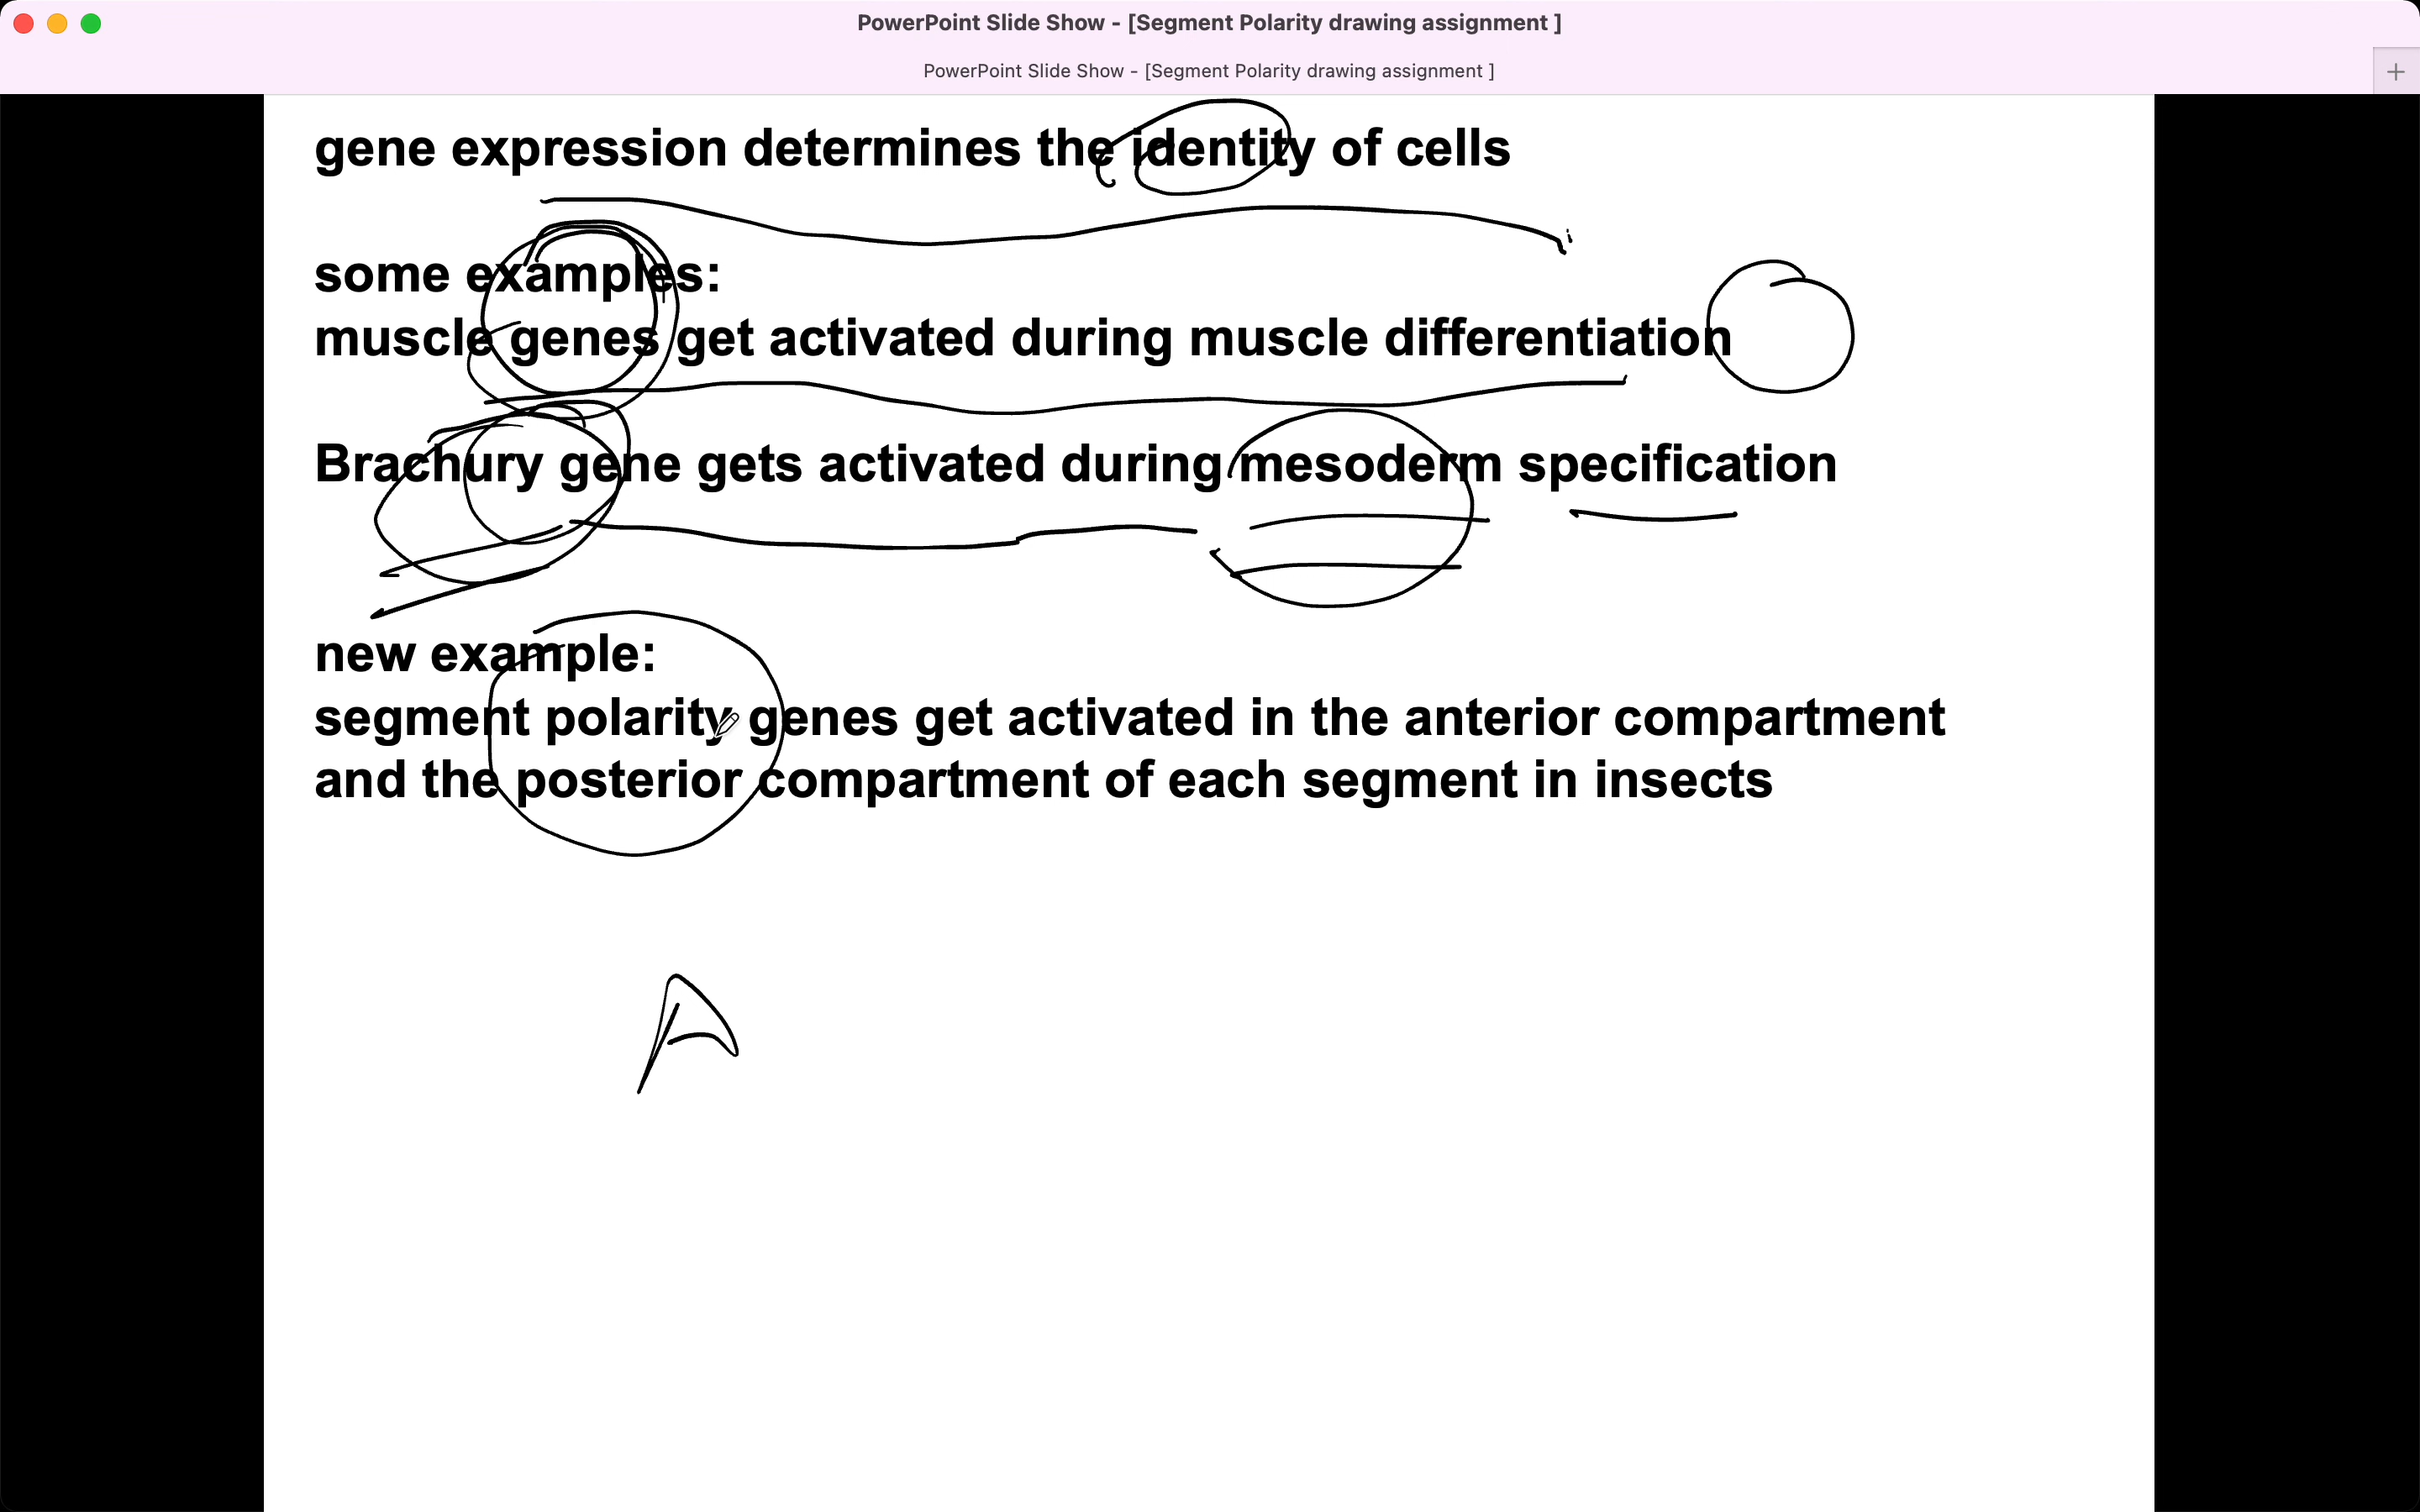 PowerPoint Slide Show - [Segment Polarity drawing assignment ]
PowerPoint Slide Show - [Segment Polarity drawing assignment ]
gene expression determines the identity of cells
some examples:
muscle genes get activated during muscle differentiation
Brachury gene gets activated during mesoderm specification
new example:
segment polarity genes get activated in the anterior compartment
and the posterior compartment of each segment in insects
A